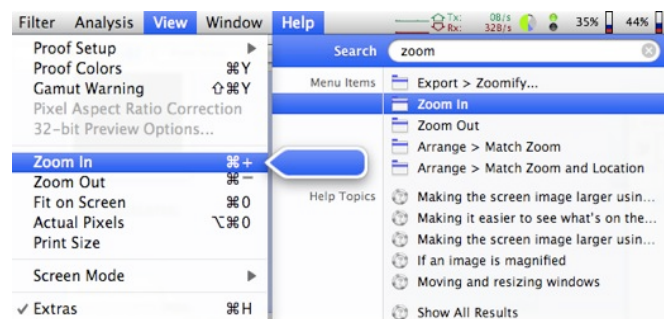 Filter Analysis View Window Help Tx: 08/s Rx: 328/s 35% 44%
Proof Setup ▶
Proof Colors ⌘Y
Gamut Warning ⇧⌘Y
Pixel Aspect Ratio Correction
32-bit Preview Options...
Zoom In ⌘+
Zoom Out ⌘−
Fit on Screen ⌘0
Actual Pixels ⌥⌘0
Print Size
Screen Mode ▶
✓ Extras ⌘H
Search zoom
Menu Items Export > Zoomify...
Zoom In
Zoom Out
Arrange > Match Zoom
Arrange > Match Zoom and Location
Help Topics Making the screen image larger usin...
Making it easier to see what's on the...
Making the screen image larger usin...
If an image is magnified
Moving and resizing windows
Show All Results